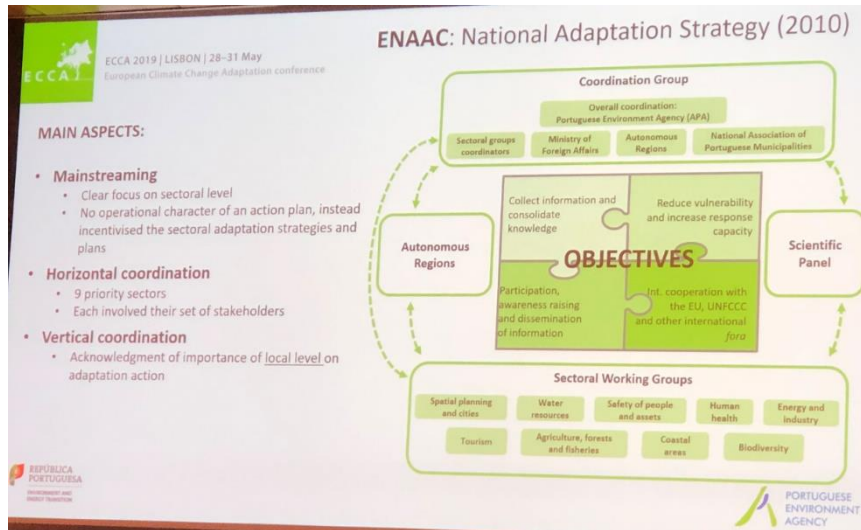 ECCA
ECCA 2019 | LISBON | 28–31 May
European Climate Change Adaptation conference
ENAAC: National Adaptation Strategy (2010)
MAIN ASPECTS:
• Mainstreaming
• Clear focus on sectoral level
• No operational character of an action plan, instead
incentivised the sectoral adaptation strategies and
plans
• Horizontal coordination
• 9 priority sectors
• Each involved their set of stakeholders
• Vertical coordination
• Acknowledgment of importance of local level on
adaptation action
Coordination Group
Overall coordination:
Portuguese Environment Agency (APA)
Sectoral groups
coordinators
Ministry of
Foreign Affairs
Autonomous
Regions
National Association of
Portuguese Municipalities
Autonomous
Regions
Collect information and
consolidate
knowledge
Reduce vulnerability
and increase response
capacity
OBJECTIVES
Participation,
awareness raising
and dissemination
of information
Int. cooperation with
the EU, UNFCCC
and other international
fora
Scientific
Panel
Sectoral Working Groups
Spatial planning
and cities
Water
resources
Safety of people
and assets
Human
health
Energy and
industry
Tourism
Agriculture, forests
and fisheries
Coastal
areas
Biodiversity
REPÚBLICA
PORTUGUESA
ENVIRONMENT AND
ENERGY TRANSITION
PORTUGUESE
ENVIRONMENT
AGENCY